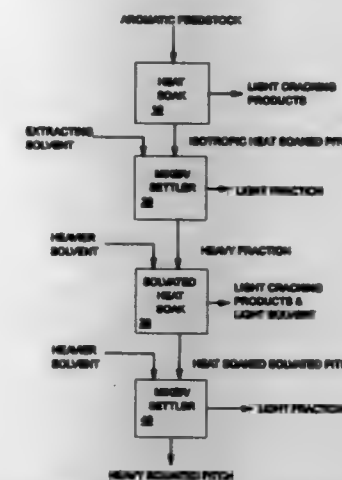 AROMATIC FEEDSTOCK
HEAT
SOAK
LIGHT CRACKING
PRODUCTS
EXTRACTING
SOLVENT
ISOTROPIC HEAT SOAKED PIT
MIXER/
SETTLER
LIGHT FRACTION
HEAVIER
SOLVENT
HEAVY FRACTION
SOLVATED
HEAT
SOAK
LIGHT CRACKING
PRODUCTS &
LIGHT SOLVENT
HEAVIER
SOLVENT
HEAT SOAKED SOLVATED PIT
MIXER/
SETTLER
LIGHT FRACTION
HEAVY SOLVATED PITCH